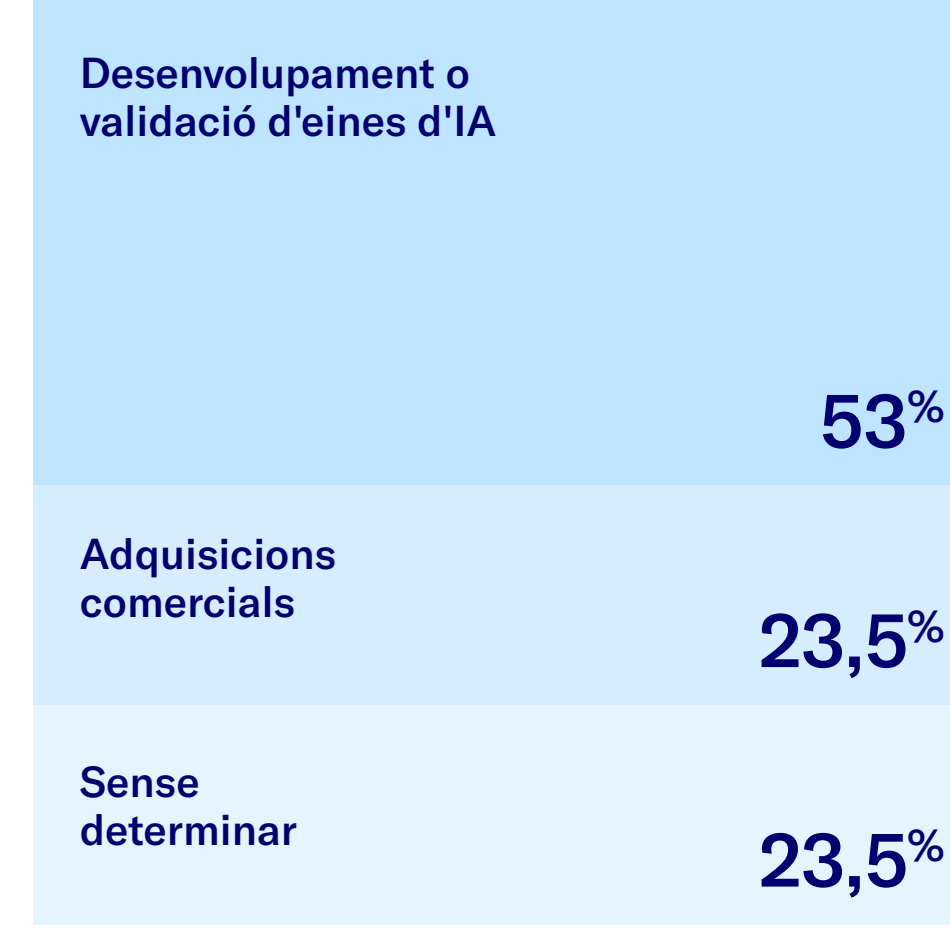 Desenvolupament o
validació d'eines d'IA
53%
Adquisicions
comercials
23,5%
Sense
determinar
23,5%